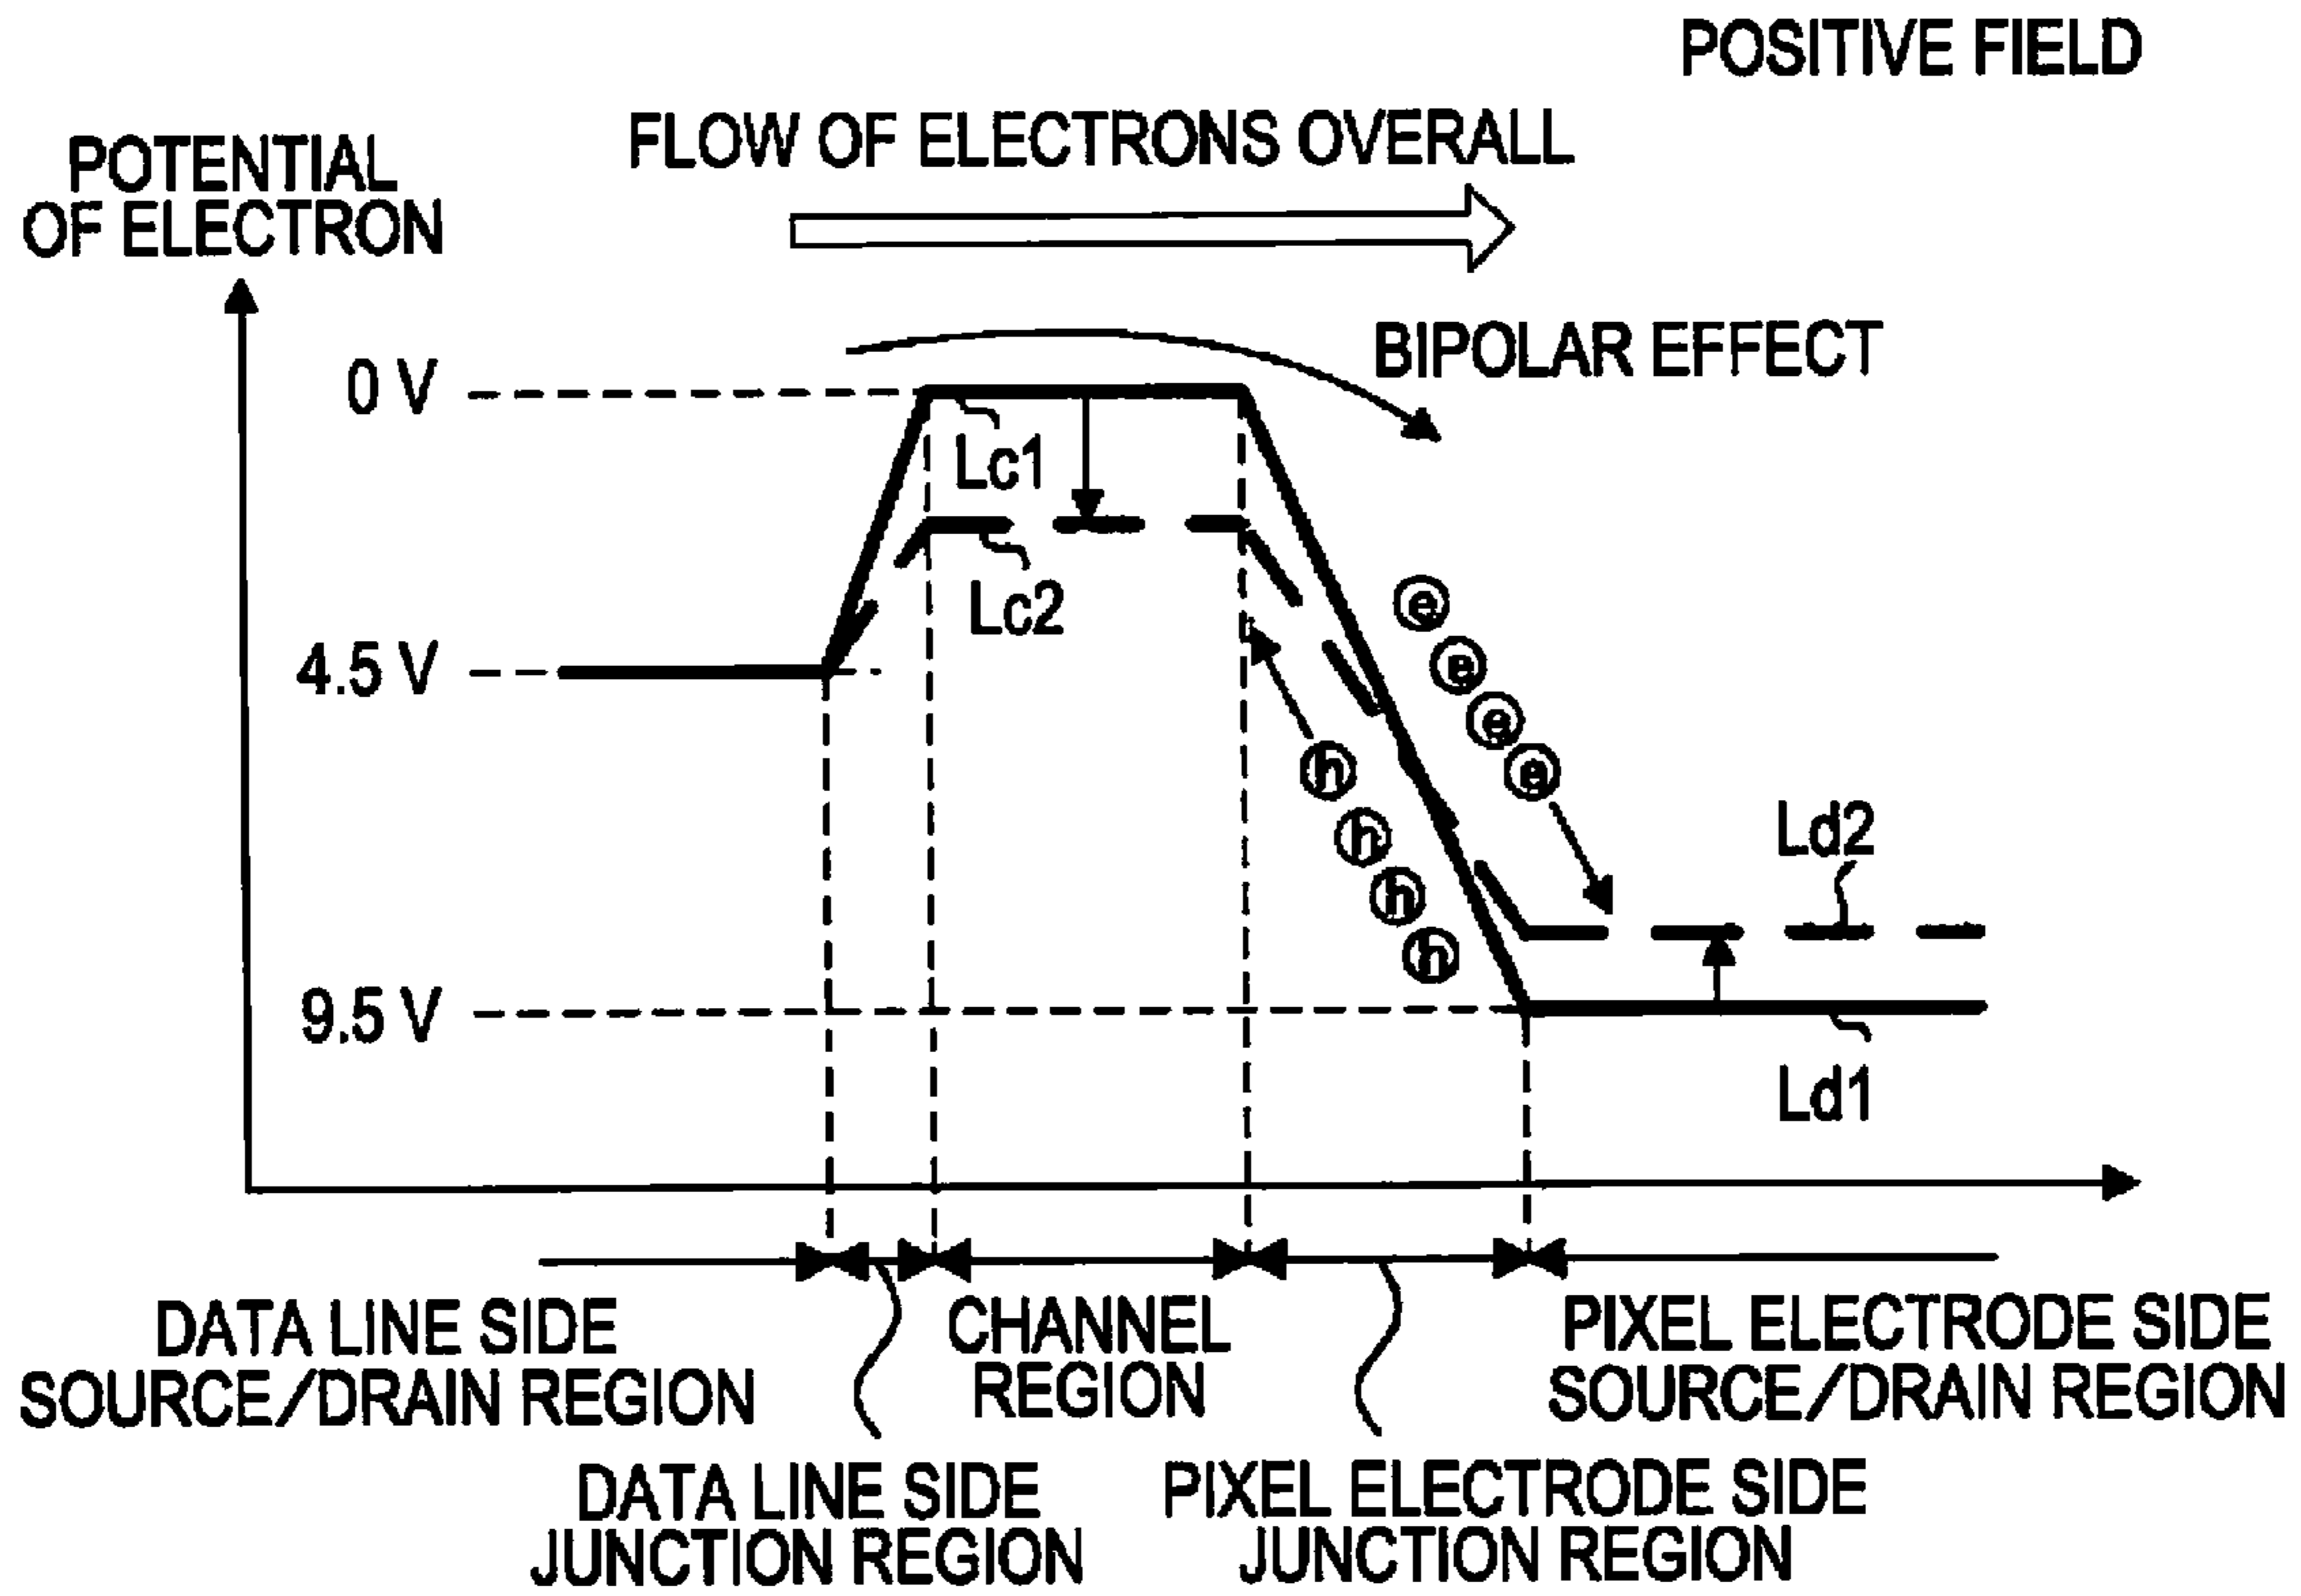 POSITIVE FIELD
FLOW OF ELECTRONS OVERALL
POTENTIAL
OF ELECTRON
BIPOLAR EFFECT
0 V
Lc1
Lc2
4.5 V
e
e
e
e
h
h
h
h
Ld2
9.5 V
Ld1
DATA LINE SIDE
SOURCE/DRAIN REGION
CHANNEL
REGION
PIXEL ELECTRODE SIDE
SOURCE/DRAIN REGION
DATA LINE SIDE
JUNCTION REGION
PIXEL ELECTRODE SIDE
JUNCTION REGION